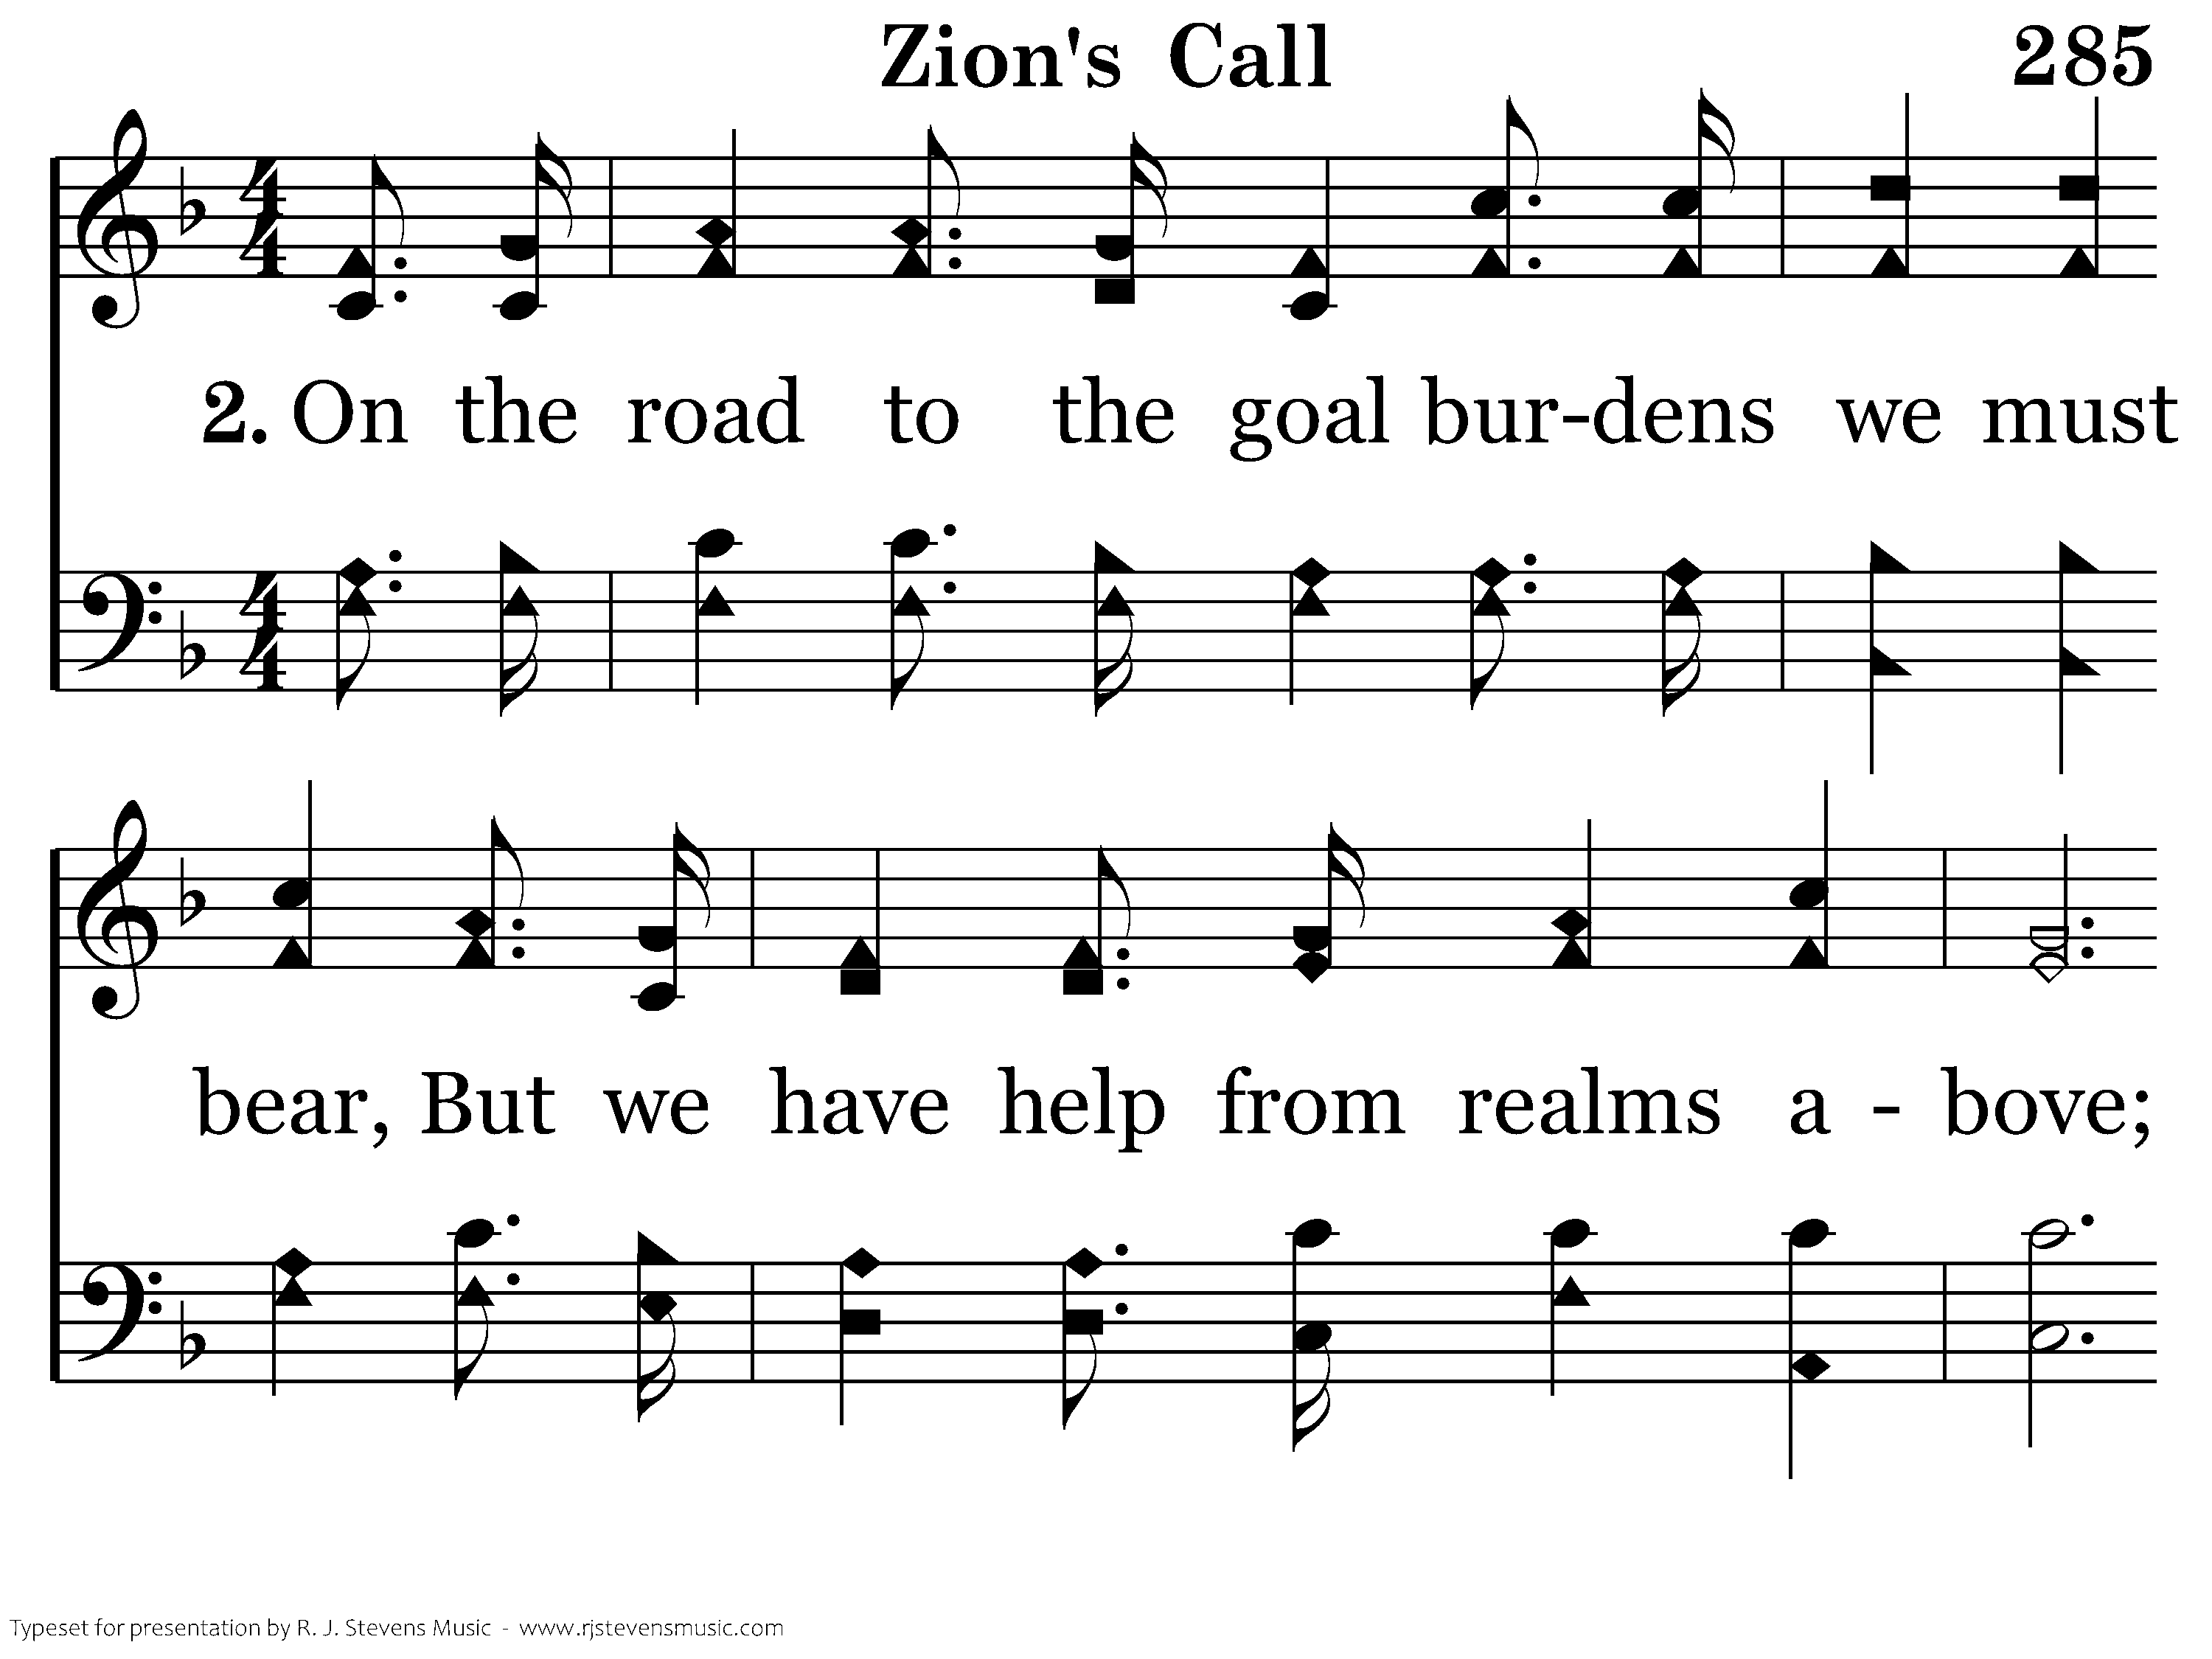 Zion's Call 285
2. On the road to the goal bur-dens we must
bear, But we have help from realms a - bove;
Typeset for presentation by R. J. Stevens Music - www.rjstevensmusic.com